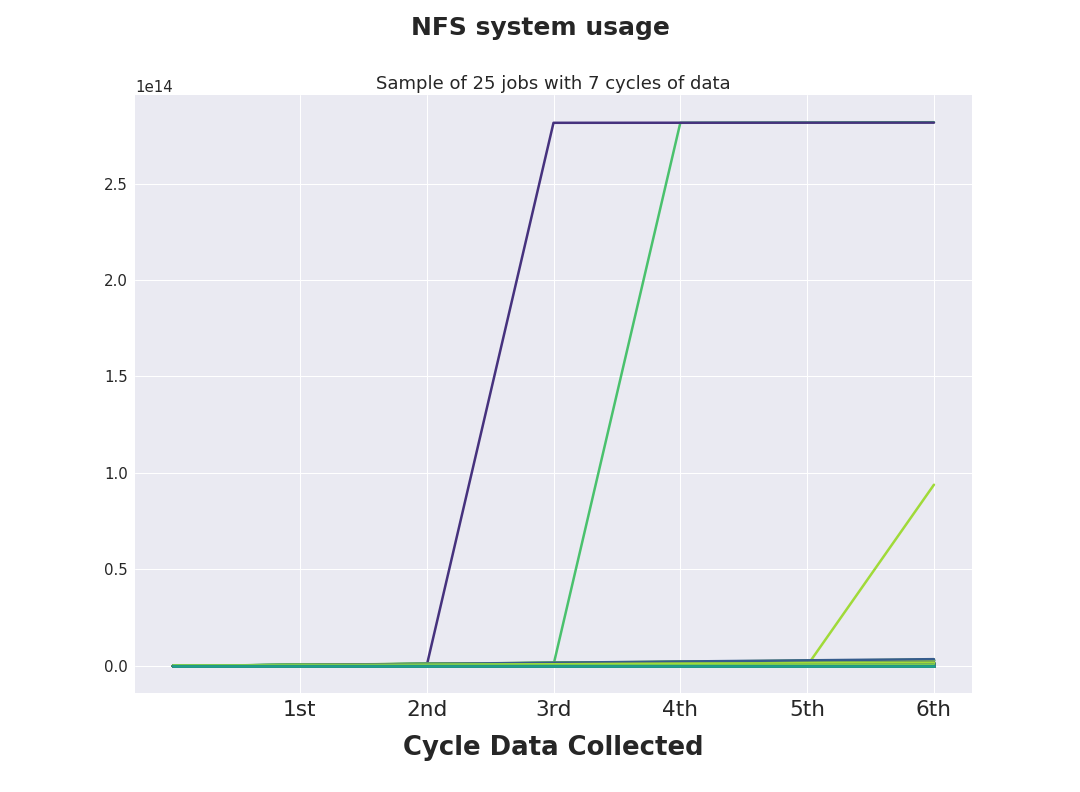 NFS system usage
Sample of 25 jobs with 7 cycles of data
1e14
2.5
2.0
1.5
1.0
0.5
0.0
1st 2nd 3rd 4th 5th 6th
Cycle Data Collected